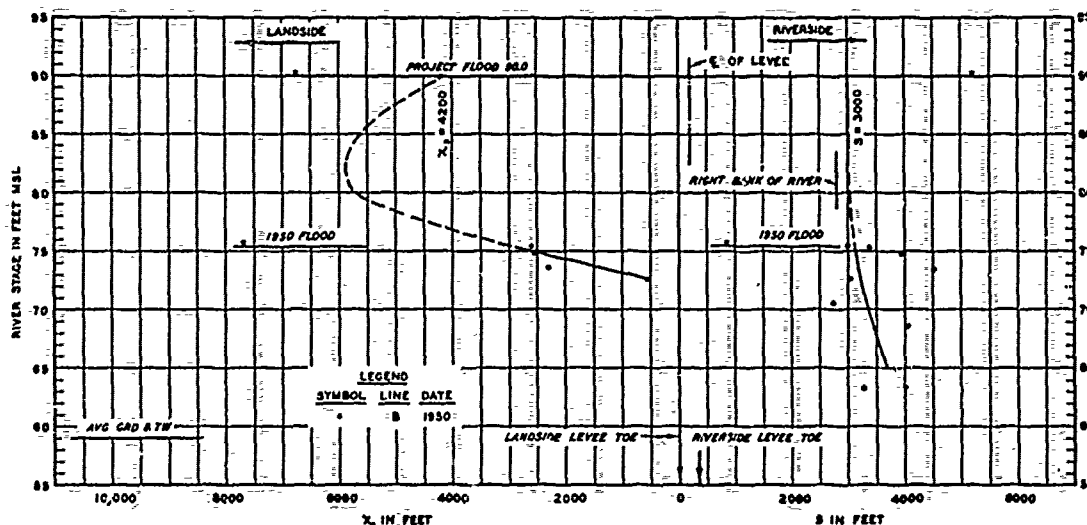 LANDSIDE
RIVERSIDE
PROJECT FLOOD 90.0
¢ OF LEVEE
X₃ = 4200
S = 3000
RIGHT BANK OF RIVER
1950 FLOOD
1950 FLOOD
RIVER STAGE IN FEET MSL
95
90
85
80
75
70
65
60
55
LEGEND
SYMBOL LINE DATE
• B 1950
AVG GRD & TW
LANDSIDE LEVEE TOE
RIVERSIDE LEVEE TOE
10,000 8000 6000 4000 2000 0 2000 4000 6000
IN FEET
S IN FEET